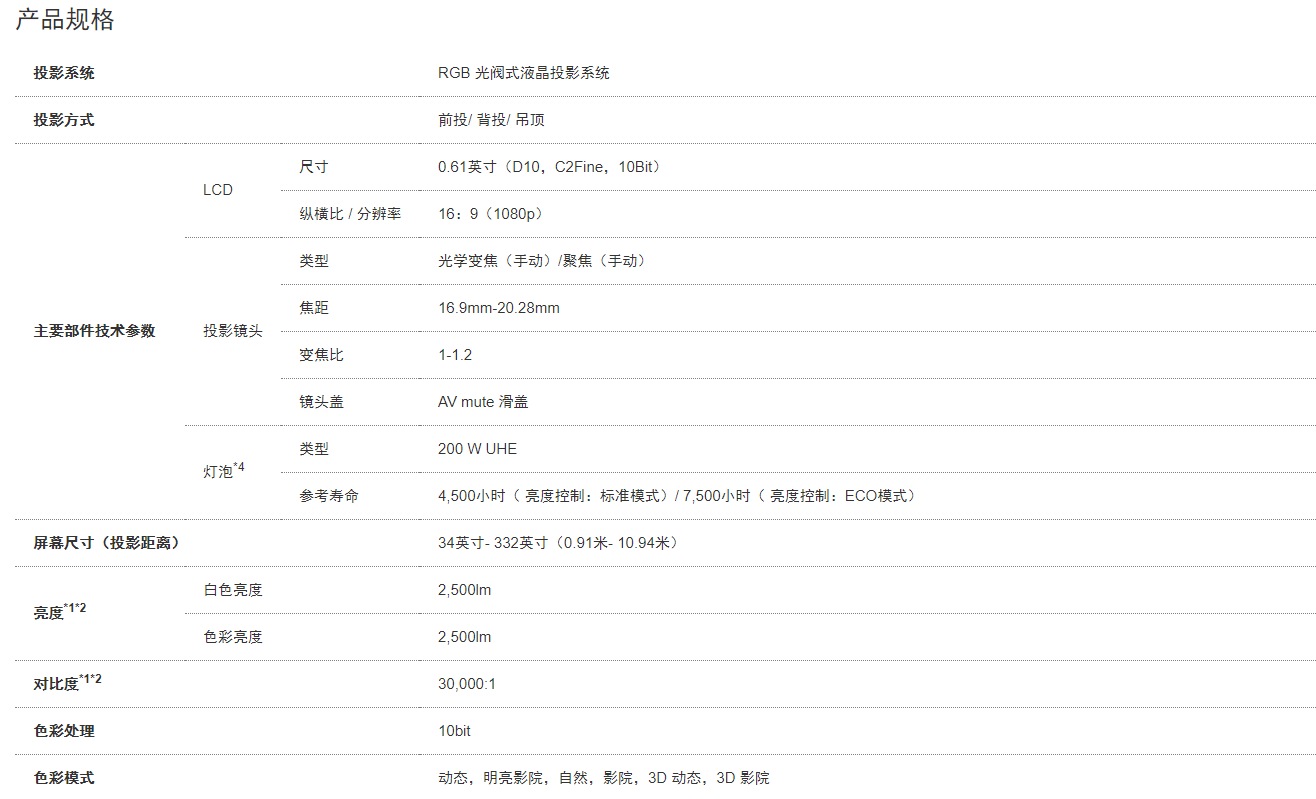 产品规格
投影系统 RGB 光阀式液晶投影系统
投影方式 前投/ 背投/ 吊顶
主要部件技术参数 LCD 尺寸 0.61英寸（D10，C2Fine，10Bit）
纵横比 / 分辨率 16：9（1080p）
投影镜头 类型 光学变焦（手动）/聚焦（手动）
焦距 16.9mm-20.28mm
变焦比 1-1.2
镜头盖 AV mute 滑盖
灯泡*4 类型 200 W UHE
参考寿命 4,500小时（ 亮度控制：标准模式）/ 7,500小时（ 亮度控制：ECO模式）
屏幕尺寸（投影距离） 34英寸- 332英寸（0.91米- 10.94米）
亮度*1*2 白色亮度 2,500lm
色彩亮度 2,500lm
对比度*1*2 30,000:1
色彩处理 10bit
色彩模式 动态，明亮影院，自然，影院，3D 动态，3D 影院